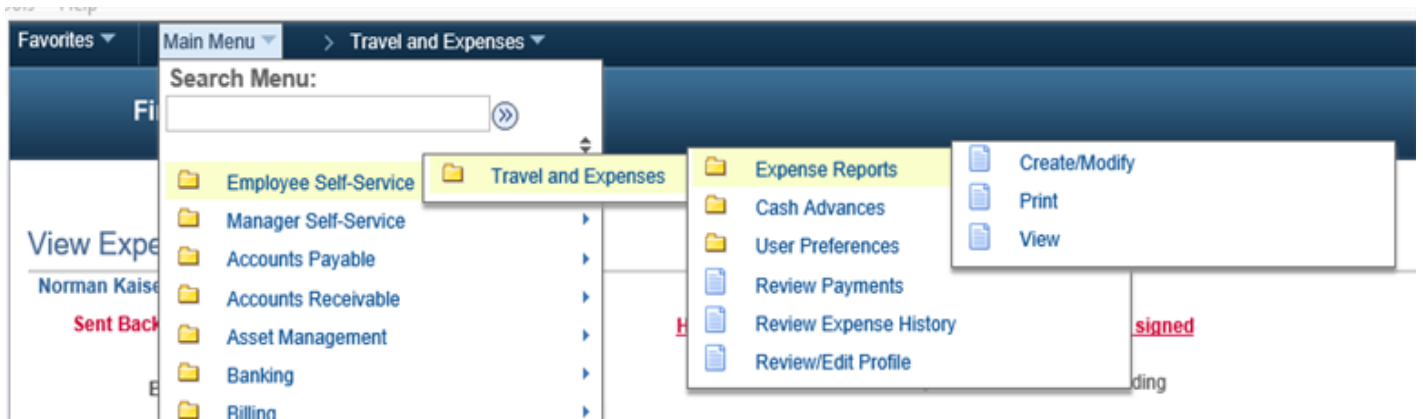 Help
Favorites Main Menu > Travel and Expenses
Search Menu:
Fi
Employee Self-Service
Manager Self-Service
Accounts Payable
Accounts Receivable
Asset Management
Banking
Billing
Travel and Expenses
Expense Reports
Cash Advances
User Preferences
Review Payments
Review Expense History
Review/Edit Profile
Create/Modify
Print
View
View Expe
Norman Kaise
Sent Back
H
signed
E
ding